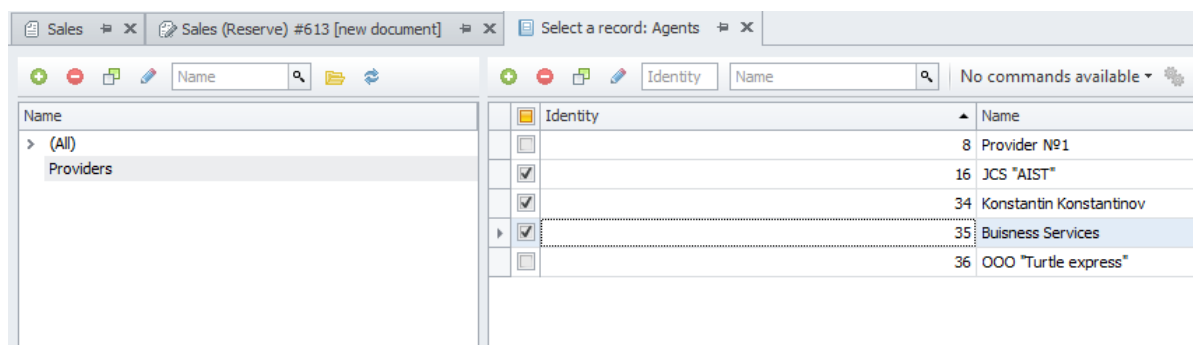 Sales
Sales (Reserve) #613 [new document]
Select a record: Agents
Name
Identity
Name
No commands available
Name
(All)
Providers
Identity
Name
8 Provider №1
16 JCS "AIST"
34 Konstantin Konstantinov
35 Buisness Services
36 OOO "Turtle express"